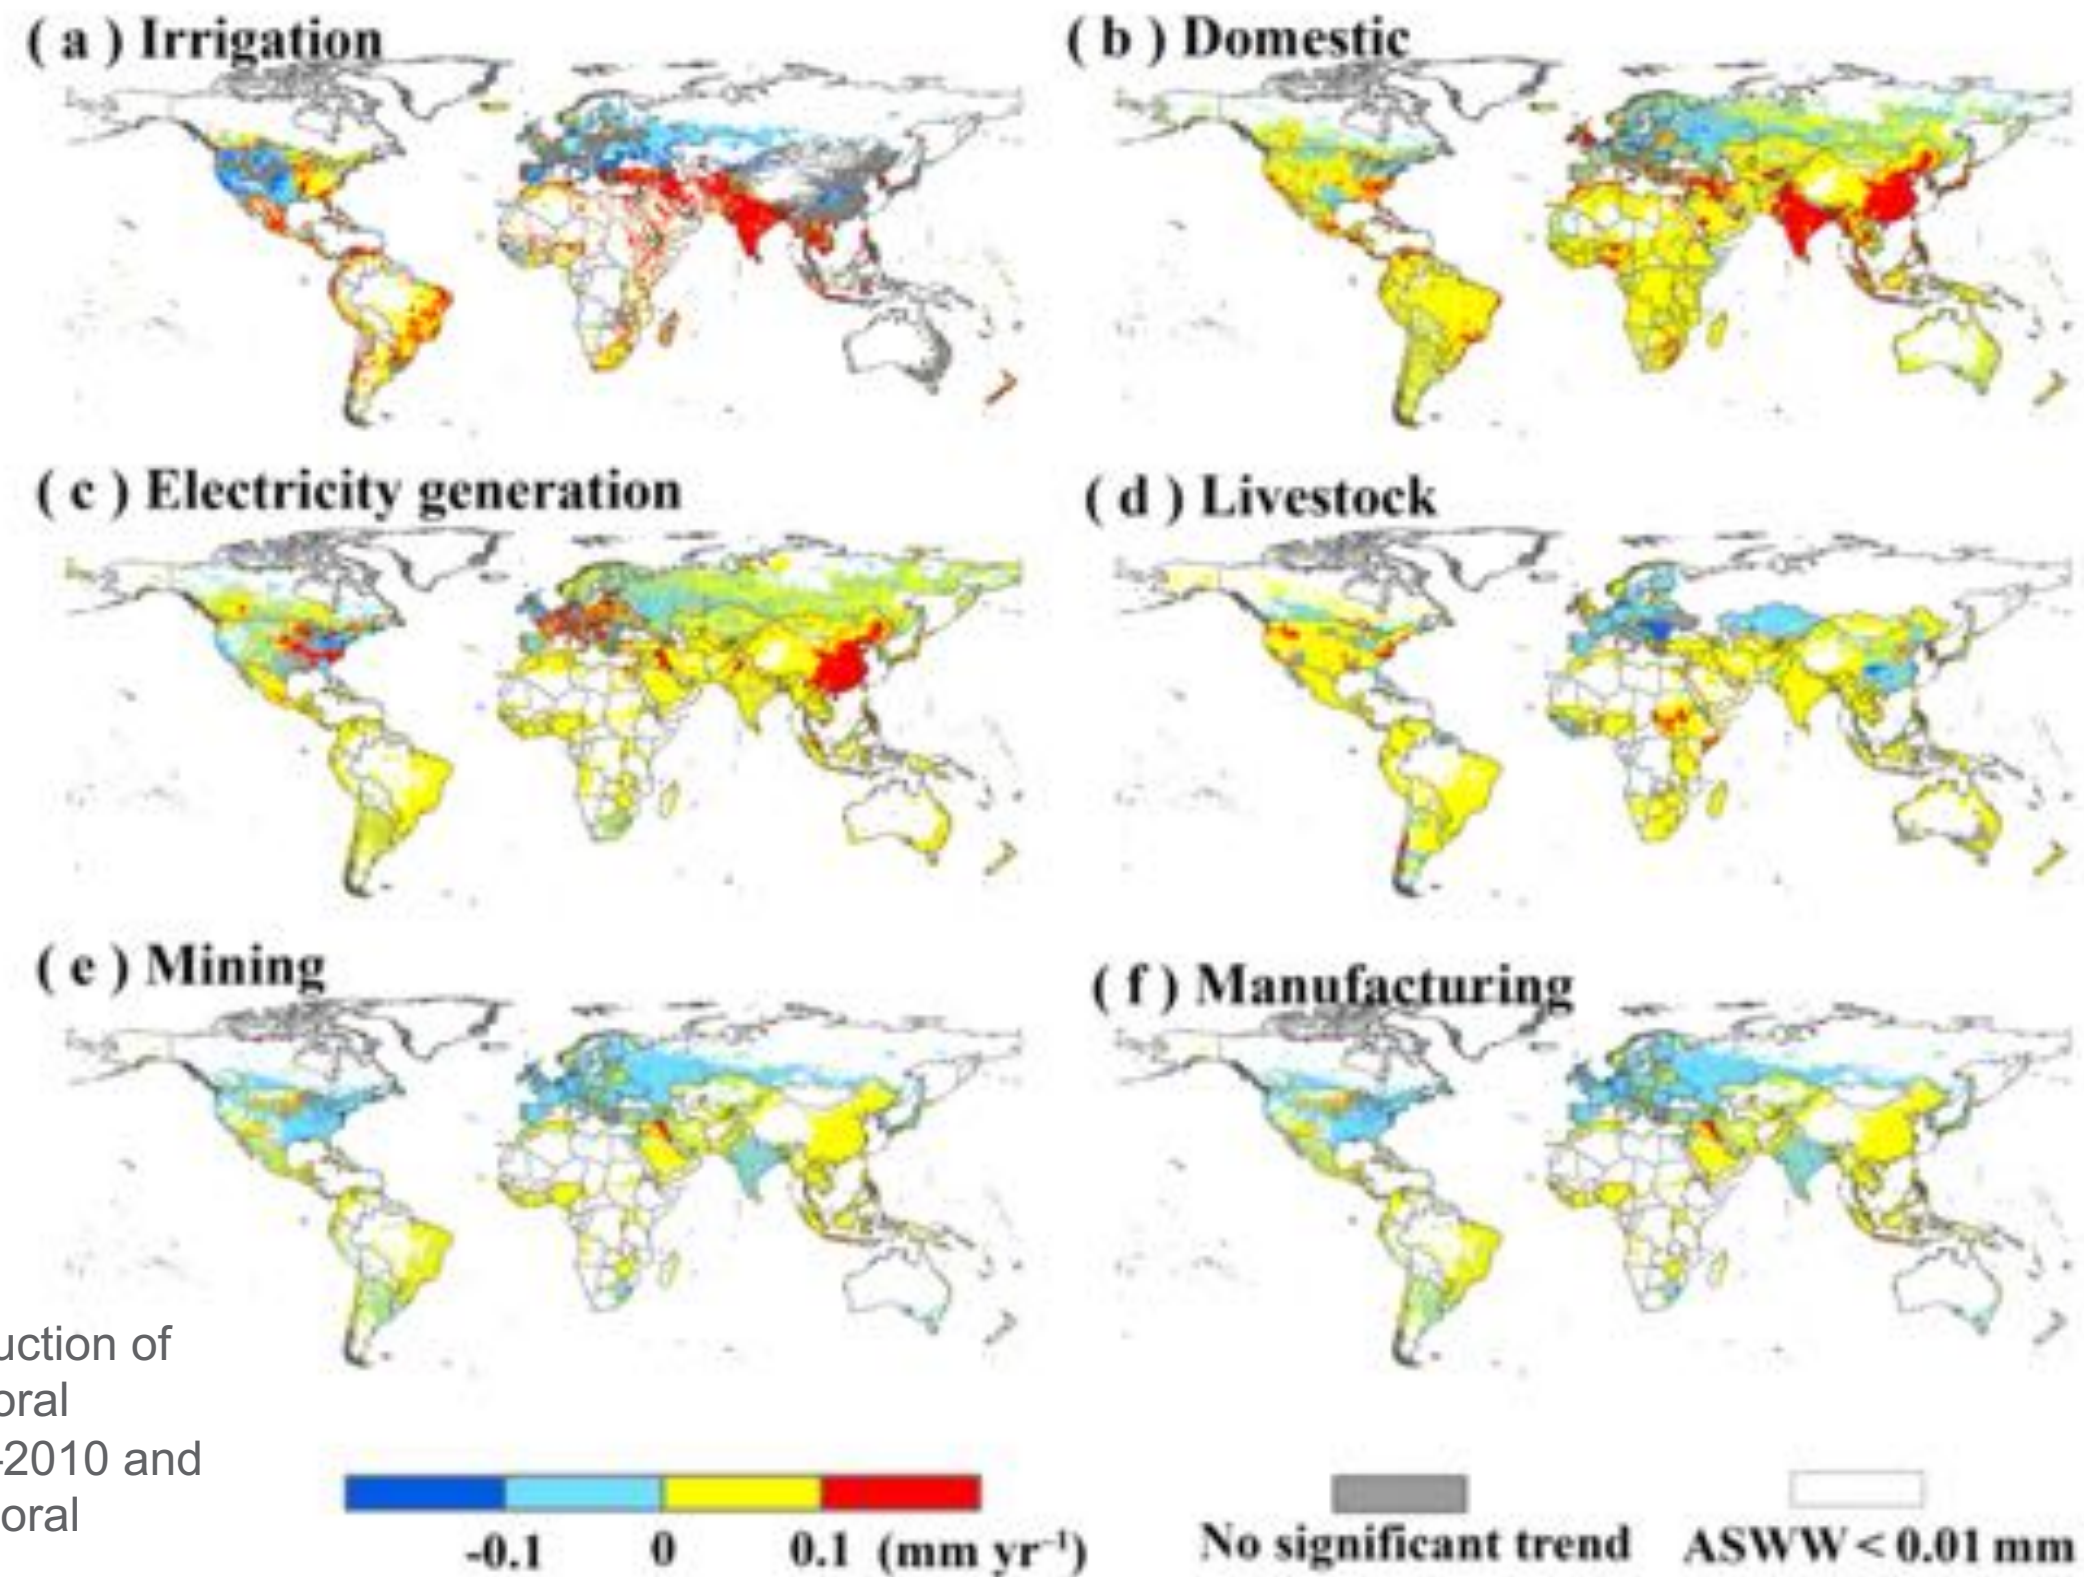 ( a ) Irrigation
( b ) Domestic
( c ) Electricity generation
( d ) Livestock
( e ) Mining
( f ) Manufacturing
uction of
oral
-2010 and
oral
-0.1 0 0.1 (mm yr⁻¹)
No significant trend
ASWW < 0.01 mm